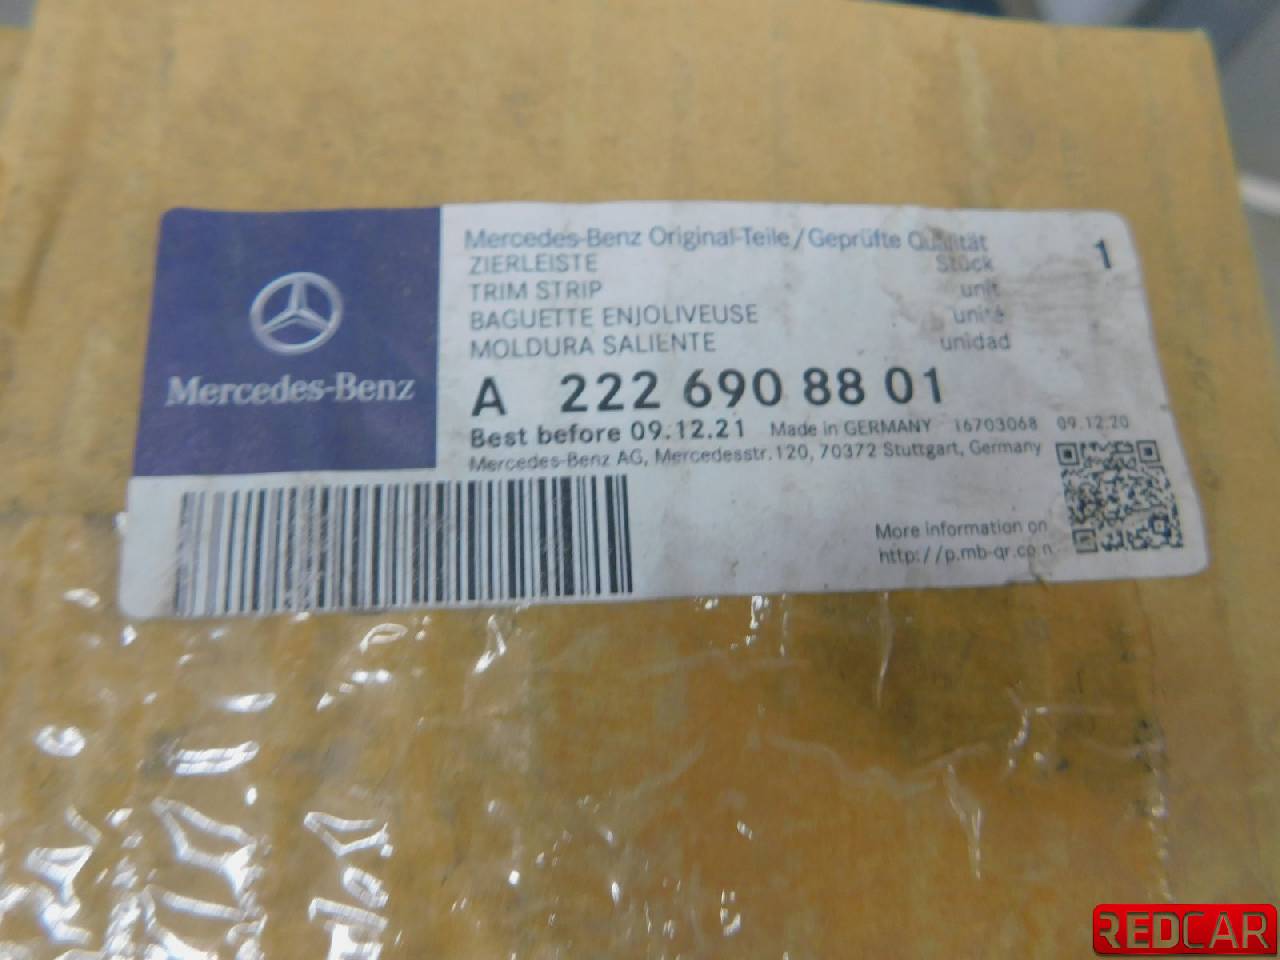 Mercedes-Benz Original-Teile/Geprüfte Qualität
ZIERLEISTE Stück 1
TRIM STRIP unit
BAGUETTE ENJOLIVEUSE unité
MOLDURA SALIENTE unidad
Mercedes-Benz
A 222 690 88 01
Best before 09.12.21 Made in GERMANY 16703068 09.12.20
Mercedes-Benz AG, Mercedesstr.120, 70372 Stuttgart, Germany
More information on
http://p.mb-qr.com
REDCAR